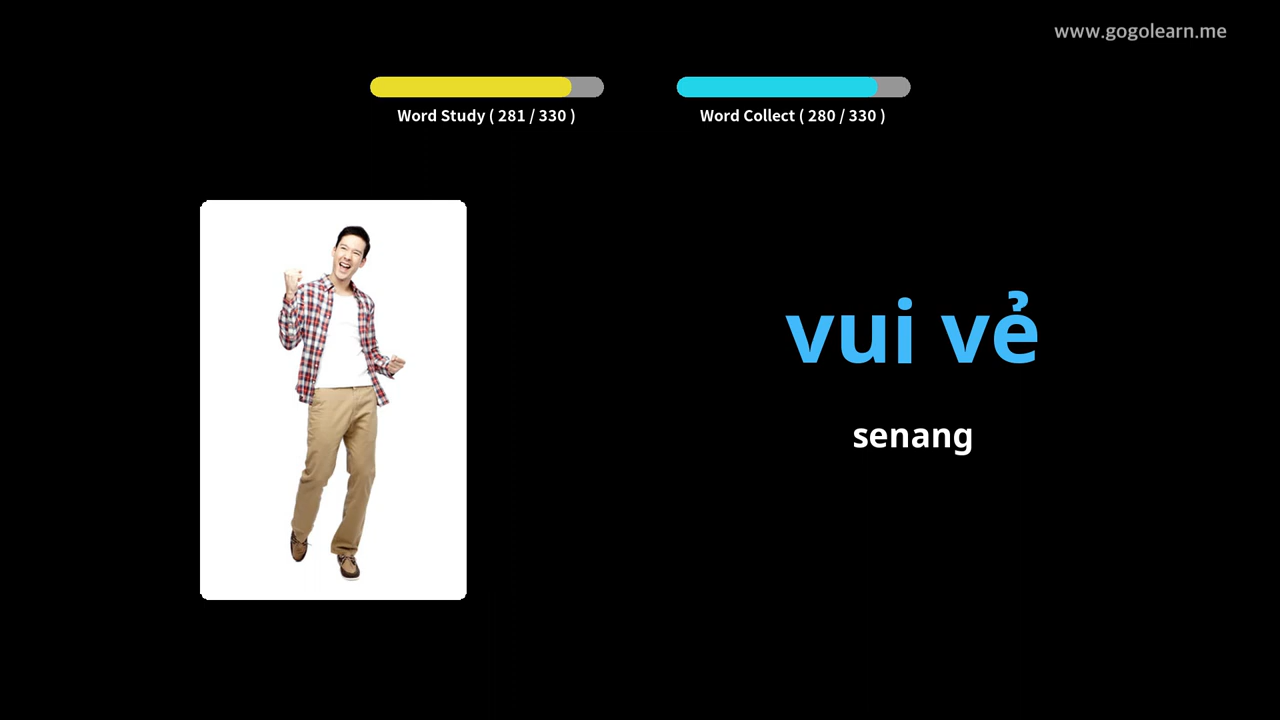 www.gogolearn.me
Word Study ( 281 / 330 )
Word Collect ( 280 / 330 )
vui vẻ
senang